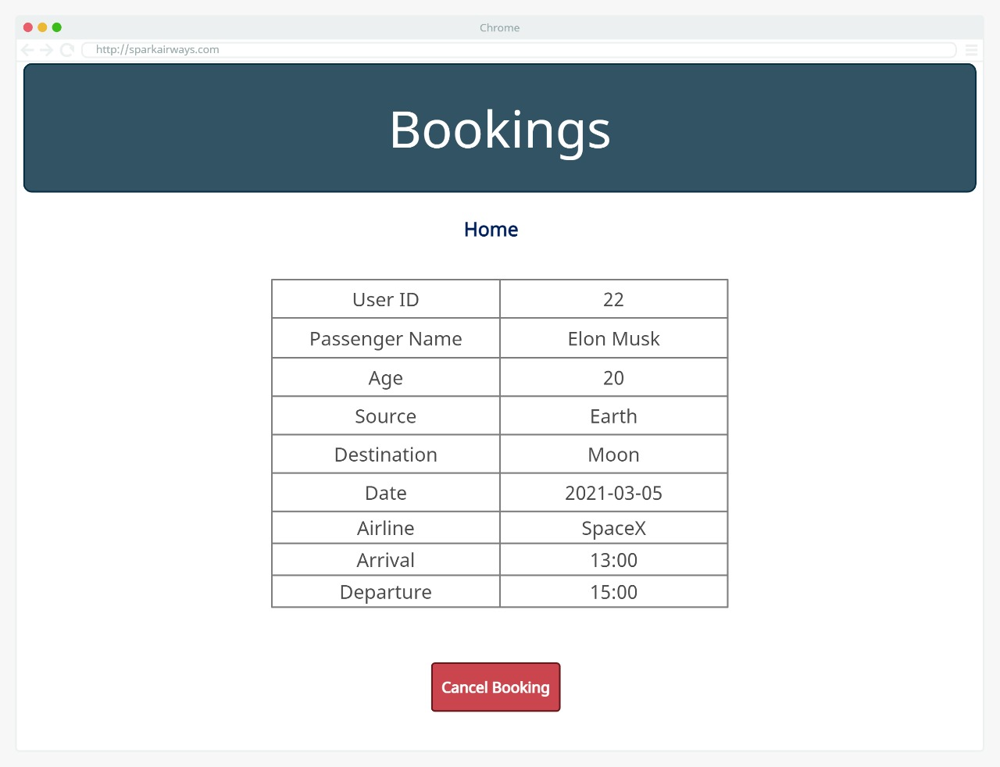 Chrome
http://sparkairways.com
Bookings
Home
User ID 22
Passenger Name Elon Musk
Age 20
Source Earth
Destination Moon
Date 2021-03-05
Airline SpaceX
Arrival 13:00
Departure 15:00
Cancel Booking